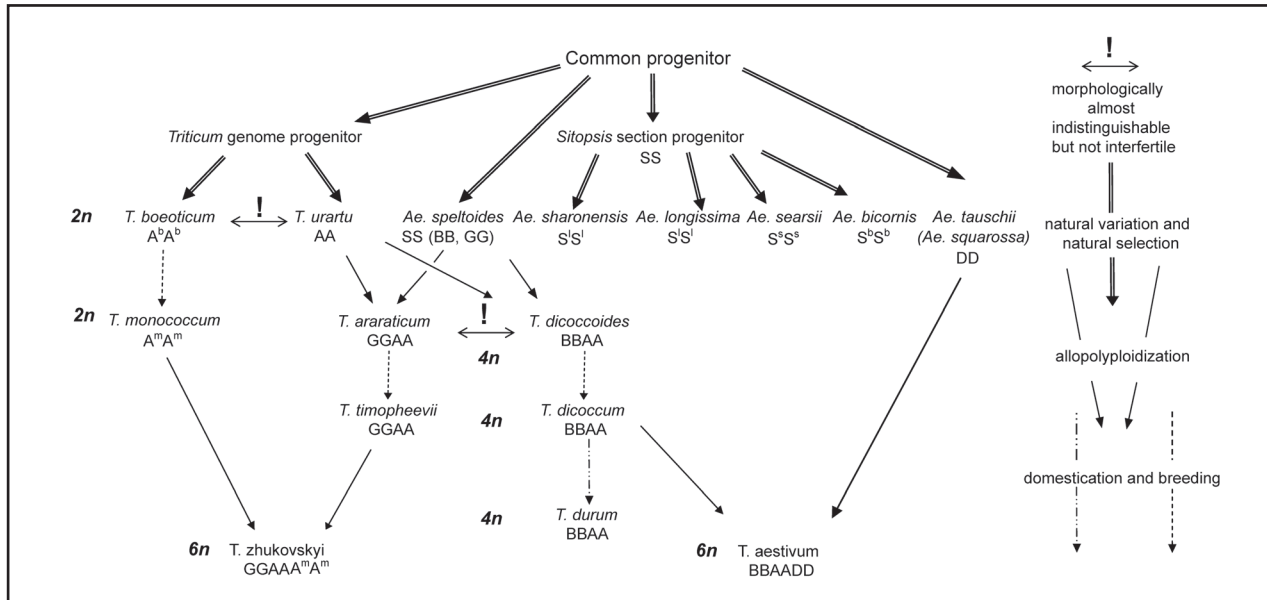 Common progenitor
Triticum genome progenitor
Sitopsis section progenitor
SS
2n
T. boeoticum
AᵇAᵇ
!
T. urartu
AA
Ae. speltoides
SS (BB, GG)
Ae. sharonensis
SˡSˡ
Ae. longissima
SˡSˡ
Ae. searsii
SˢSˢ
Ae. bicornis
SᵇSᵇ
Ae. tauschii
(Ae. squarossa)
DD
2n
T. monococcum
AᵐAᵐ
T. araraticum
GGAA
!
4n
T. dicoccoides
BBAA
T. timopheevii
GGAA
4n
T. dicoccum
BBAA
4n
T. durum
BBAA
6n
T. zhukovskyi
GGAAAᵐAᵐ
6n
T. aestivum
BBAADD
!
morphologically
almost
indistinguishable
but not interfertile
natural variation and
natural selection
allopolyploidization
domestication and breeding